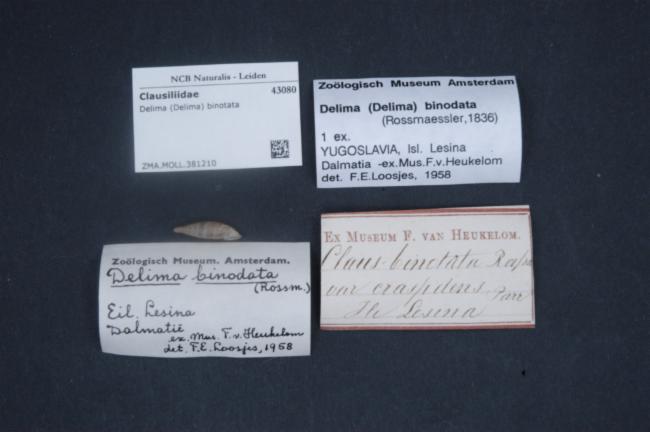 NCB Naturalis - Leiden
Clausiliidae 43080
Delima (Delima) binotata
ZMA.MOLL.381210
Zoölogisch Museum Amsterdam
Delima (Delima) binodata
(Rossmaessler,1836)
1 ex.
YUGOSLAVIA, Isl. Lesina
Dalmatia -ex.Mus.F.v.Heukelom
det. F.E.Loosjes, 1958
Zoölogisch Museum. Amsterdam.
Delima binodata
(Rossm.)
Eil. Lesina
Dalmatië
ex. Mus. F.v.Heukelom
det. F.E. Loosjes, 1958
EX MUSEUM F. VAN HEUKELOM.
Claus. binotata
var
Lesina